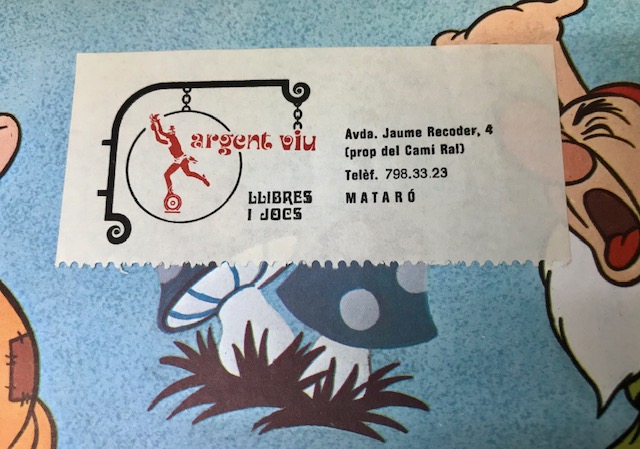 argent viu
LLIBRES
I JOCS
Avda. Jaume Recoder, 4
(prop del Camí Ral)
Telèf. 798.33.23
MATARÓ